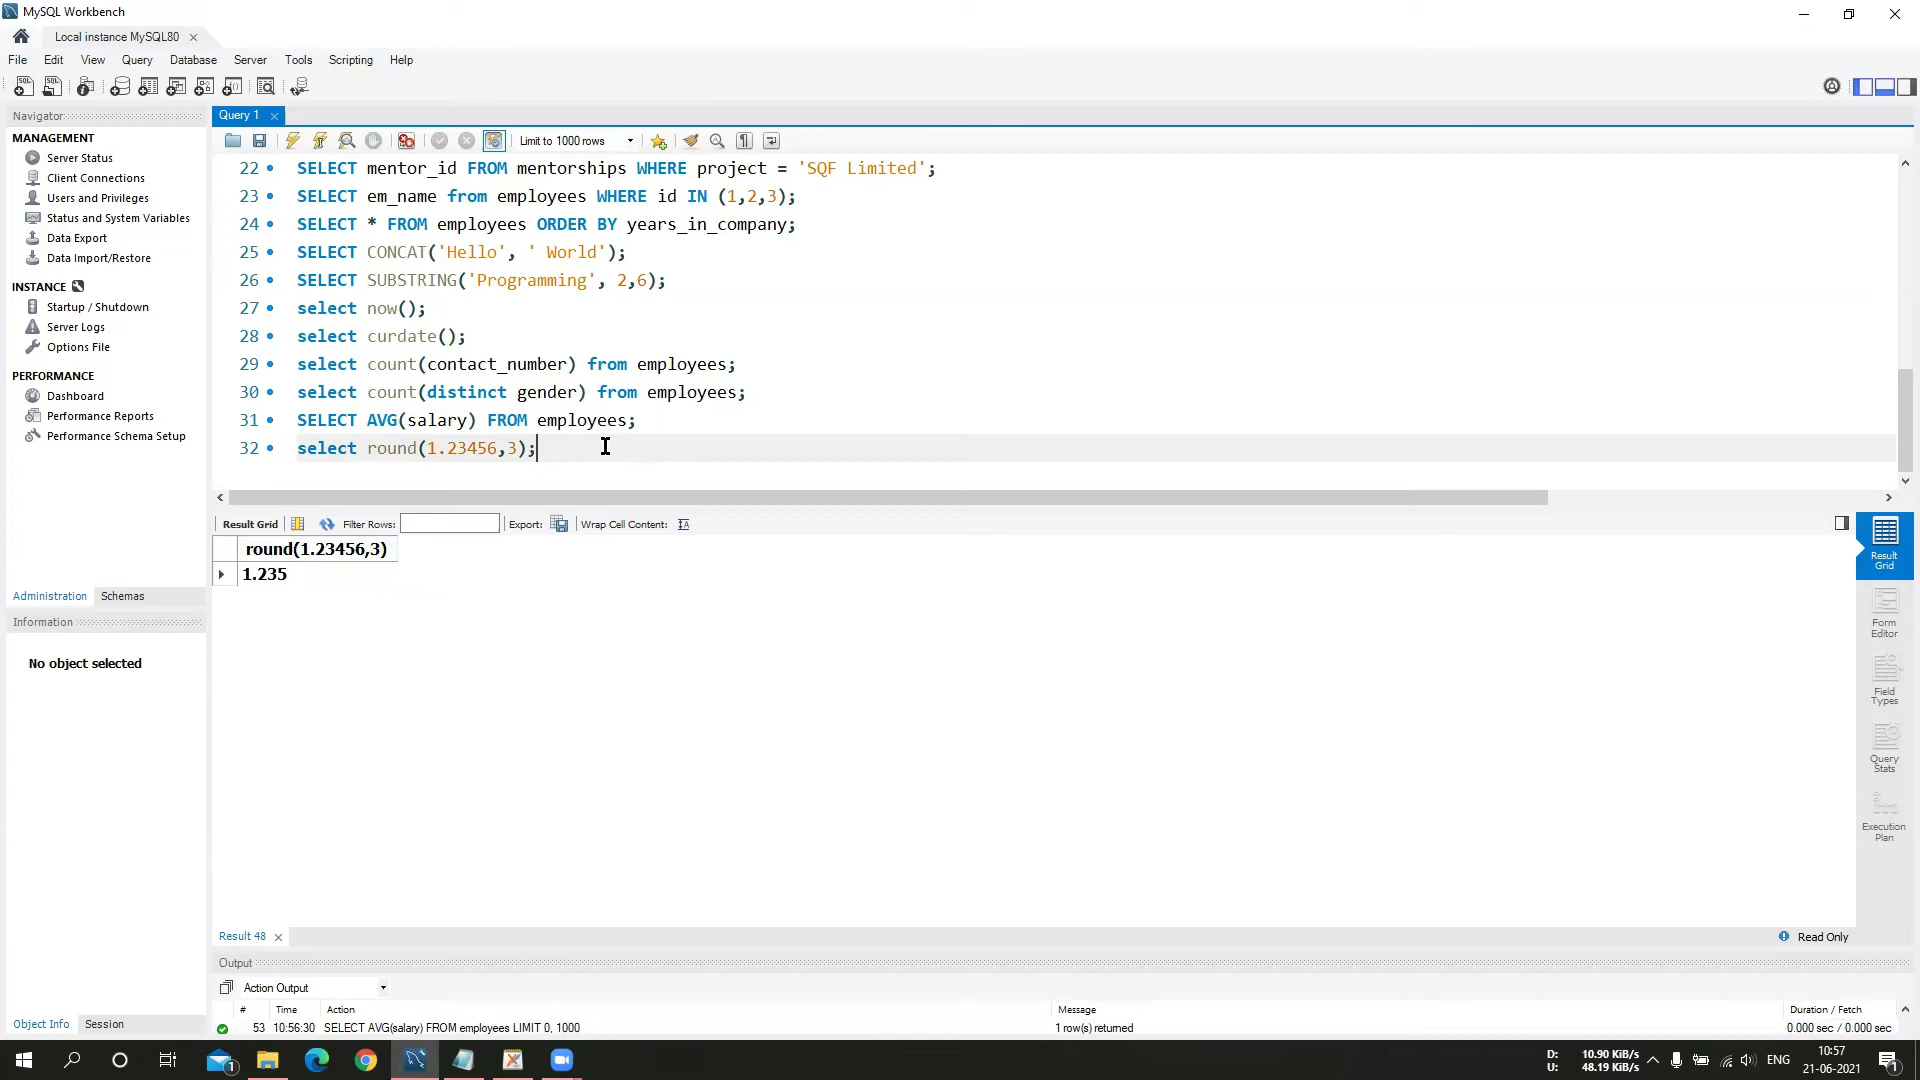 MySQL Workbench
Local instance MySQL80
File Edit View Query Database Server Tools Scripting Help
Navigator
MANAGEMENT
Server Status
Client Connections
Users and Privileges
Status and System Variables
Data Export
Data Import/Restore
INSTANCE
Startup / Shutdown
Server Logs
Options File
PERFORMANCE
Dashboard
Performance Reports
Performance Schema Setup
Administration Schemas
Information
No object selected
Object Info Session
Query 1
Limit to 1000 rows
22 SELECT mentor_id FROM mentorships WHERE project = 'SQF Limited';
23 SELECT em_name from employees WHERE id IN (1,2,3);
24 SELECT * FROM employees ORDER BY years_in_company;
25 SELECT CONCAT('Hello', ' World');
26 SELECT SUBSTRING('Programming', 2,6);
27 select now();
28 select curdate();
29 select count(contact_number) from employees;
30 select count(distinct gender) from employees;
31 SELECT AVG(salary) FROM employees;
32 select round(1.23456,3);
Result Grid Filter Rows: Export: Wrap Cell Content:
round(1.23456,3)
1.235
Result Grid
Form Editor
Field Types
Query Stats
Execution Plan
Result 48
Read Only
Output
Action Output
# Time Action Message Duration / Fetch
53 10:56:30 SELECT AVG(salary) FROM employees LIMIT 0, 1000 1 row(s) returned 0.000 sec / 0.000 sec
D: 10.90 KiB/s
U: 48.19 KiB/s
ENG
10:57
21-06-2021